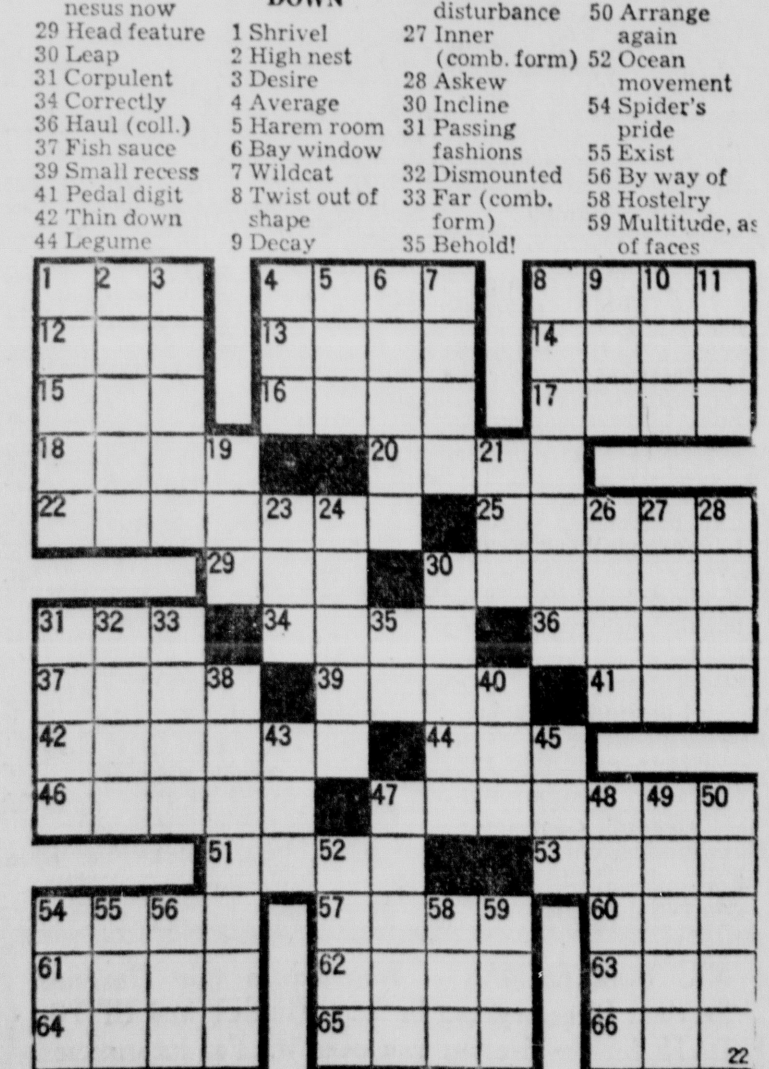 nesus now
29 Head feature
30 Leap
31 Corpulent
34 Correctly
36 Haul (coll.)
37 Fish sauce
39 Small recess
41 Pedal digit
42 Thin down
44 Legume
DOWN
1 Shrivel
2 High nest
3 Desire
4 Average
5 Harem room
6 Bay window
7 Wildcat
8 Twist out of
shape
9 Decay
disturbance
27 Inner
(comb. form)
28 Askew
30 Incline
31 Passing
fashions
32 Dismounted
33 Far (comb.
form)
35 Behold!
50 Arrange
again
52 Ocean
movement
54 Spider's
pride
55 Exist
56 By way of
58 Hostelry
59 Multitude, as
of faces
1 2 3 4 5 6 7 8 9 10 11
12 13 14
15 16 17
18 19 20 21
22 23 24 25 26 27 28
29 30
31 32 33 34 35 36
37 38 39 40 41
42 43 44 45
46 47 48 49 50
51 52 53
54 55 56 57 58 59 60
61 62 63
64 65 66
22